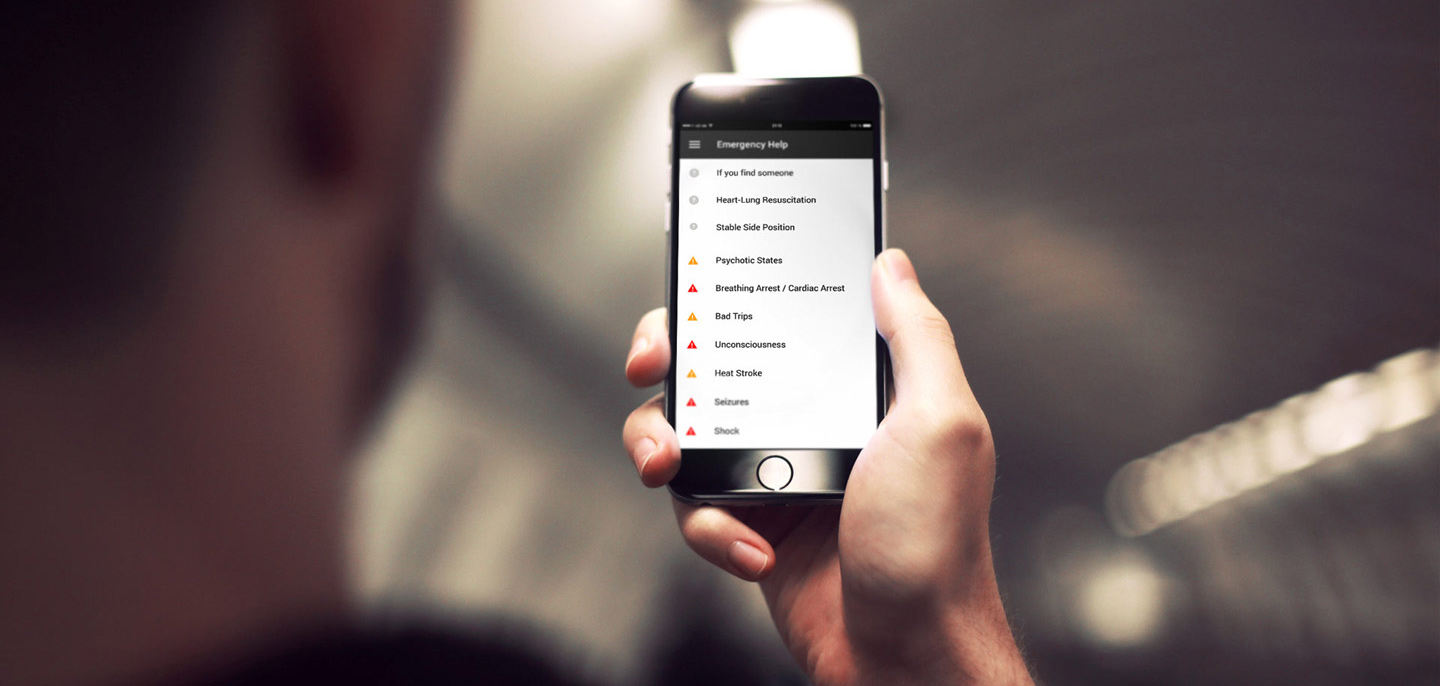 Emergency Help
If you find someone
Heart-Lung Resuscitation
Stable Side Position
Psychotic States
Breathing Arrest / Cardiac Arrest
Bad Trips
Unconsciousness
Heat Stroke
Seizures
Shock